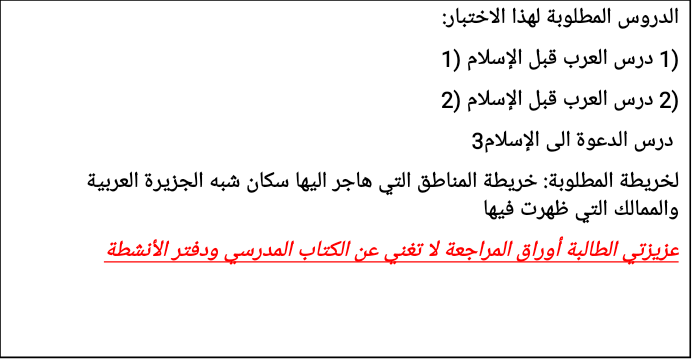 الدروس المطلوبة لهذا الاختبار:
1) درس العرب قبل الإسلام (1)
2) درس العرب قبل الإسلام (2)
درس الدعوة الى الإسلام3
لخريطة المطلوبة: خريطة المناطق التي هاجر اليها سكان شبه الجزيرة العربية
والممالك التي ظهرت فيها
عزيزتي الطالبة أوراق المراجعة لا تغني عن الكتاب المدرسي ودفتر الأنشطة